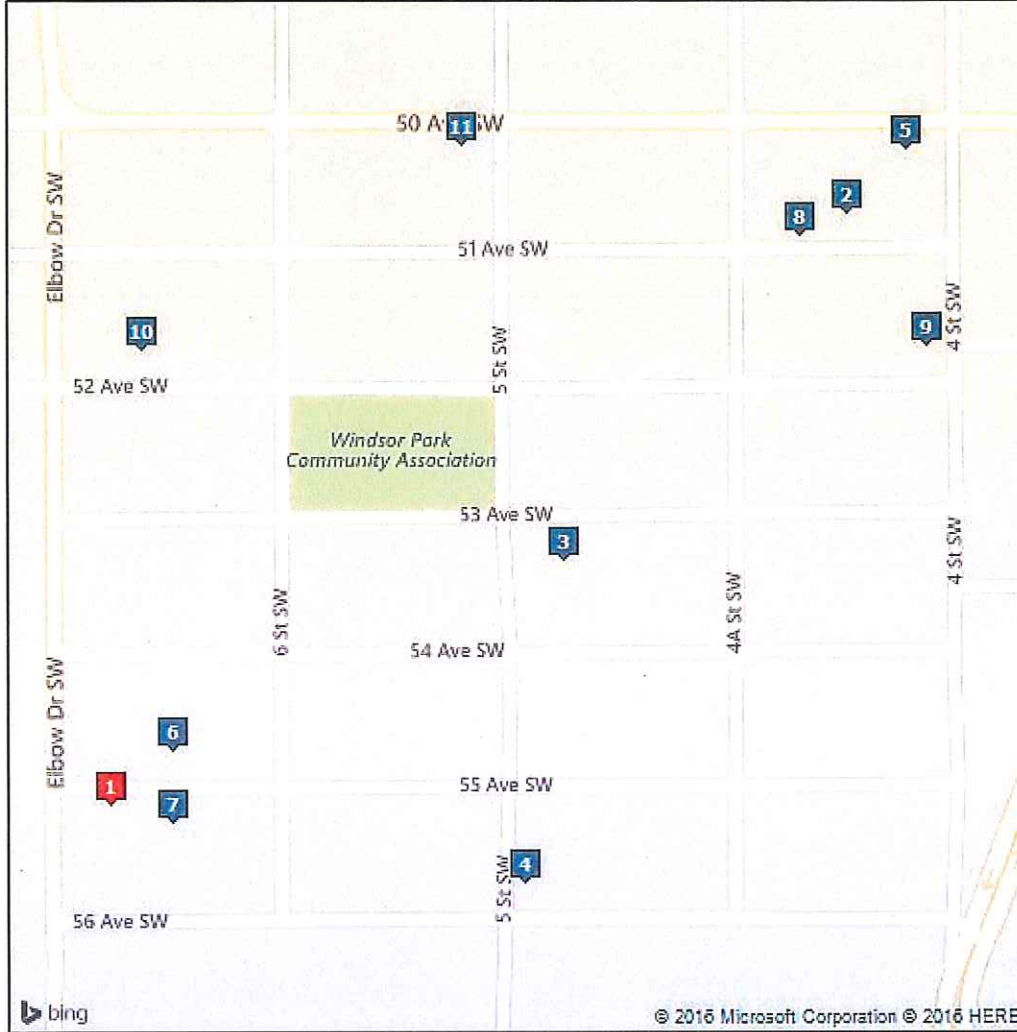 50 Av SW
11
5
2
8
51 Ave SW
Elbow Dr SW
4 St SW
10
9
5 St SW
52 Ave SW
Windsor Park
Community Association
53 Ave SW
3
4 St SW
6 St SW
4A St SW
54 Ave SW
Elbow Dr SW
6
1
7
55 Ave SW
4
5 St SW
56 Ave SW
bing
© 2016 Microsoft Corporation © 2016 HERE